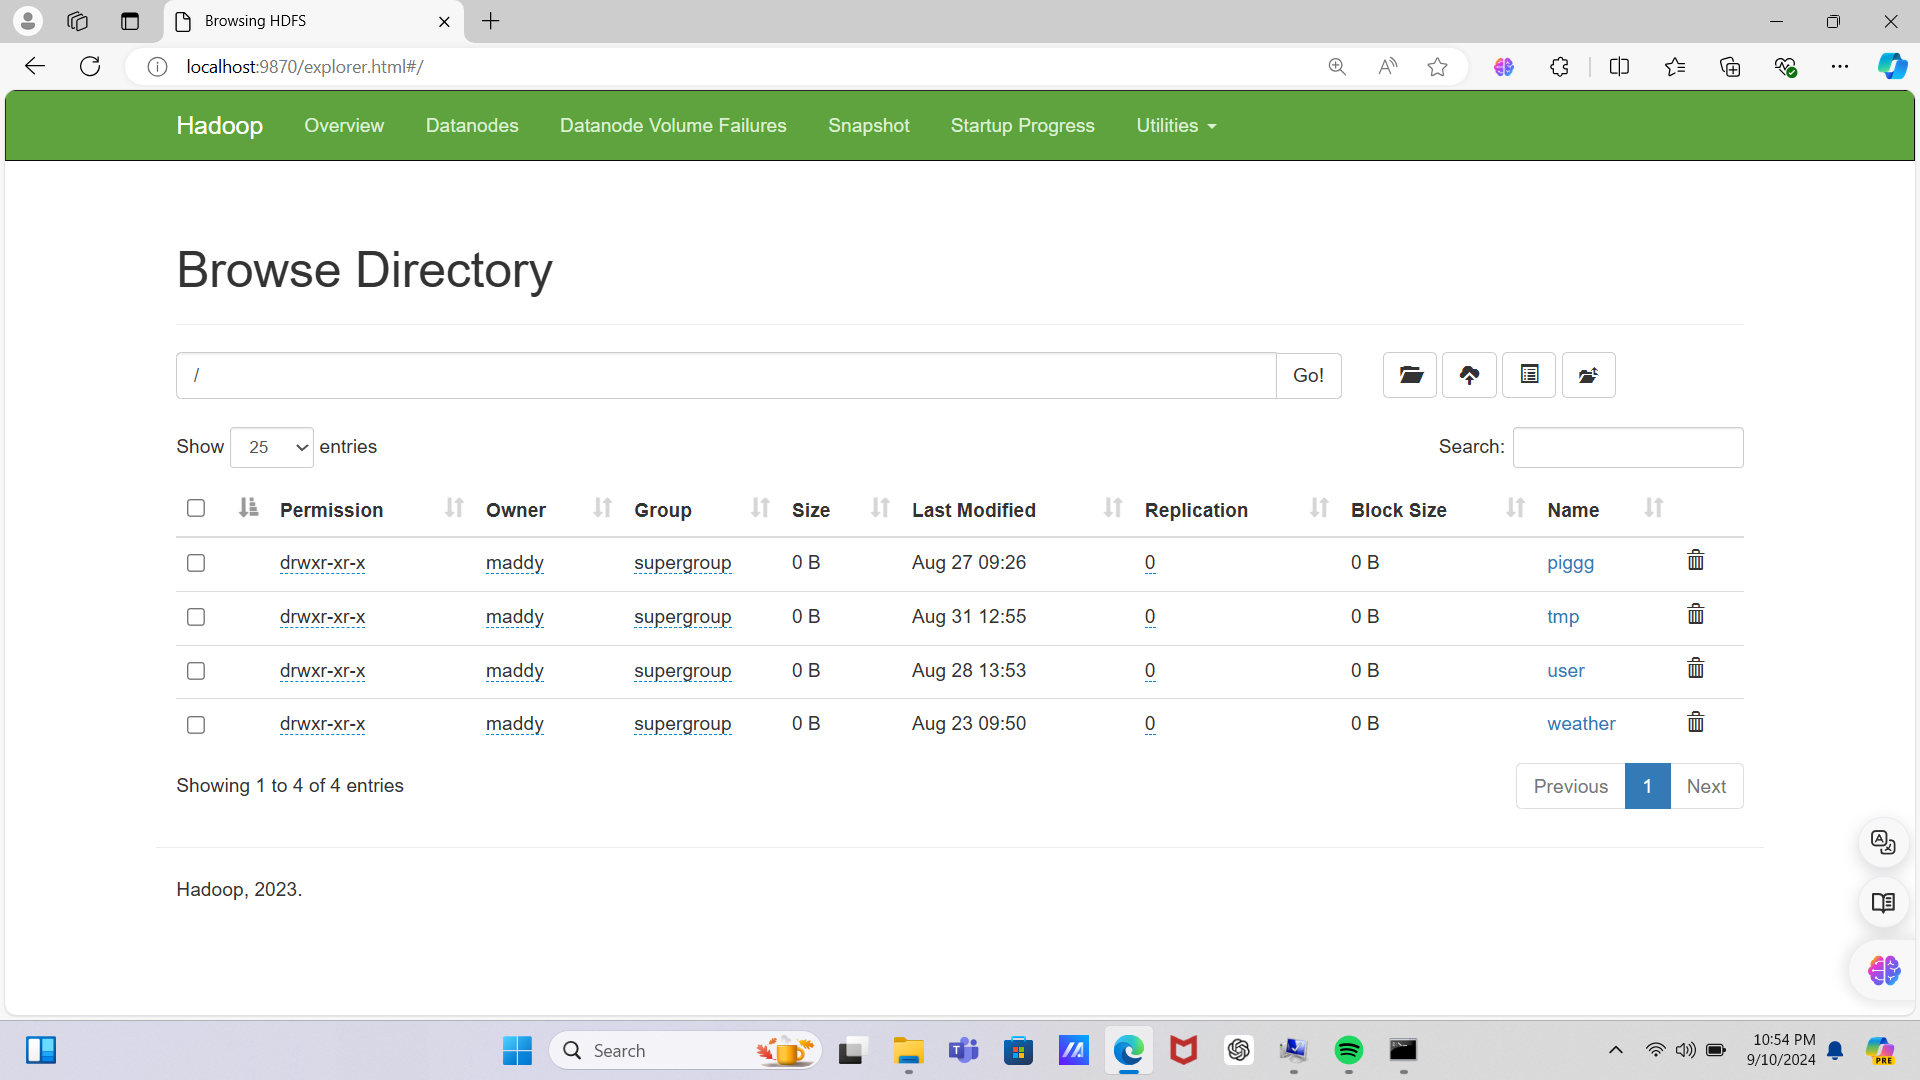 Browsing HDFS
localhost:9870/explorer.html#/
Hadoop Overview Datanodes Datanode Volume Failures Snapshot Startup Progress Utilities
Browse Directory
/ Go!
Show 25 entries Search:
Permission Owner Group Size Last Modified Replication Block Size Name
drwxr-xr-x maddy supergroup 0 B Aug 27 09:26 0 0 B piggg
drwxr-xr-x maddy supergroup 0 B Aug 31 12:55 0 0 B tmp
drwxr-xr-x maddy supergroup 0 B Aug 28 13:53 0 0 B user
drwxr-xr-x maddy supergroup 0 B Aug 23 09:50 0 0 B weather
Showing 1 to 4 of 4 entries Previous 1 Next
Hadoop, 2023.
Search
10:54 PM
9/10/2024
PRE